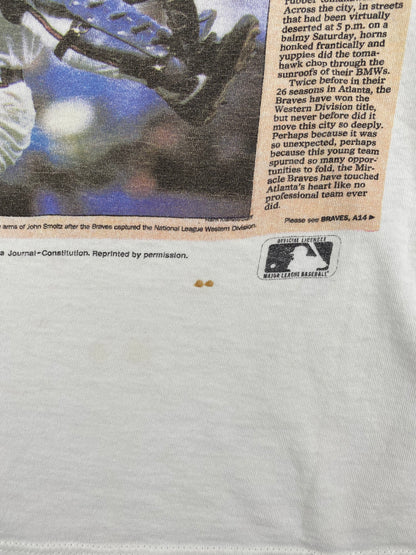 Across the city, in streets
that had been virtually
deserted at 5 p.m. on a
balmy Saturday, horns
honked frantically and
yuppies did the toma-
hawk chop through the
sunroofs of their BMWs.
Twice before in their
26 seasons in Atlanta, the
Braves have won the
Western Division title,
but never before did it
move this city so deeply.
Perhaps because it was
so unexpected, perhaps
because this young team
spurned so many oppor-
tunities to fold, the Mir-
acle Braves have touched
Atlanta's heart like no
professional team ever
did.
Please see BRAVES, A14 ▶
arms of John Smoltz after the Braves captured the National League Western Division.
a Journal-Constitution. Reprinted by permission.
OFFICIAL LICENSEE
MAJOR LEAGUE BASEBALL